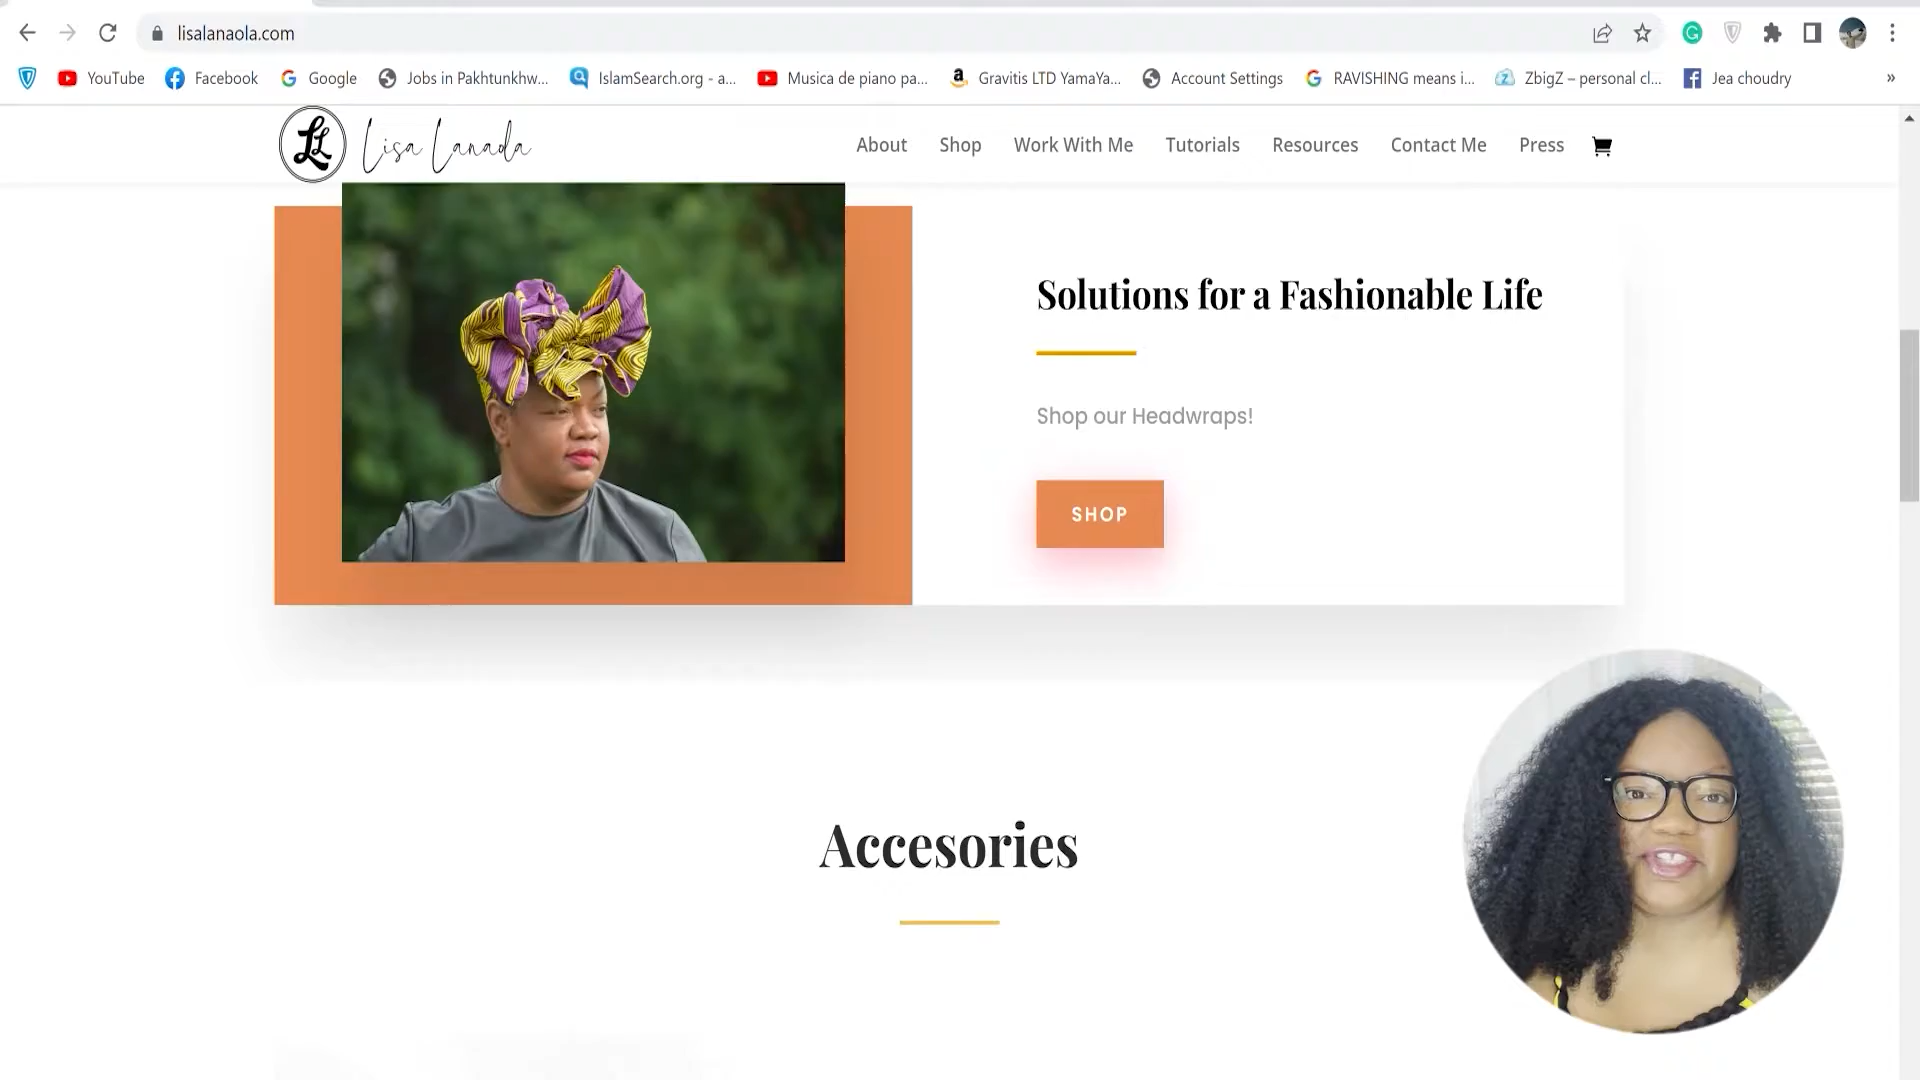 lisalanaola.com
YouTube Facebook Google Jobs in Pakhtunkhw... IslamSearch.org - a... Musica de piano pa... Gravitis LTD YamaYa... Account Settings RAVISHING means i... ZbigZ – personal cl... Jea choudry »
LL Lisa Lanaola About Shop Work With Me Tutorials Resources Contact Me Press
Solutions for a Fashionable Life
Shop our Headwraps!
SHOP
Accesories